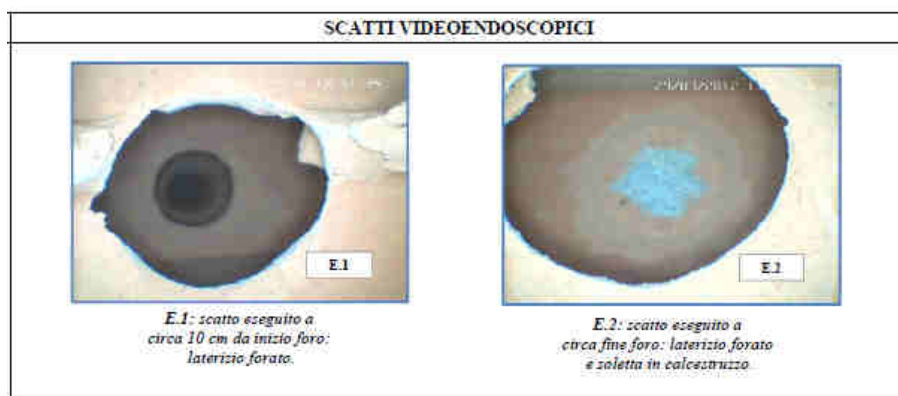 SCATTI VIDEOENDOSCOPICI
E.1
E.2
E.1: scatto eseguito a
circa 10 cm da inizio foro:
laterizio forato.
E.2: scatto eseguito a
circa fine foro: laterizio forato
e soletta in calcestruzzo.